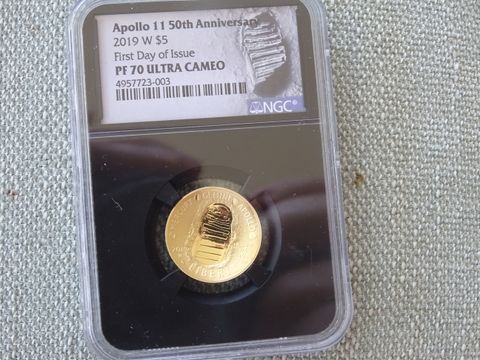 Apollo 11 50th Anniversary
2019 W $5
First Day of Issue
PF 70 ULTRA CAMEO
4957723-003
NGC
LIBERTY